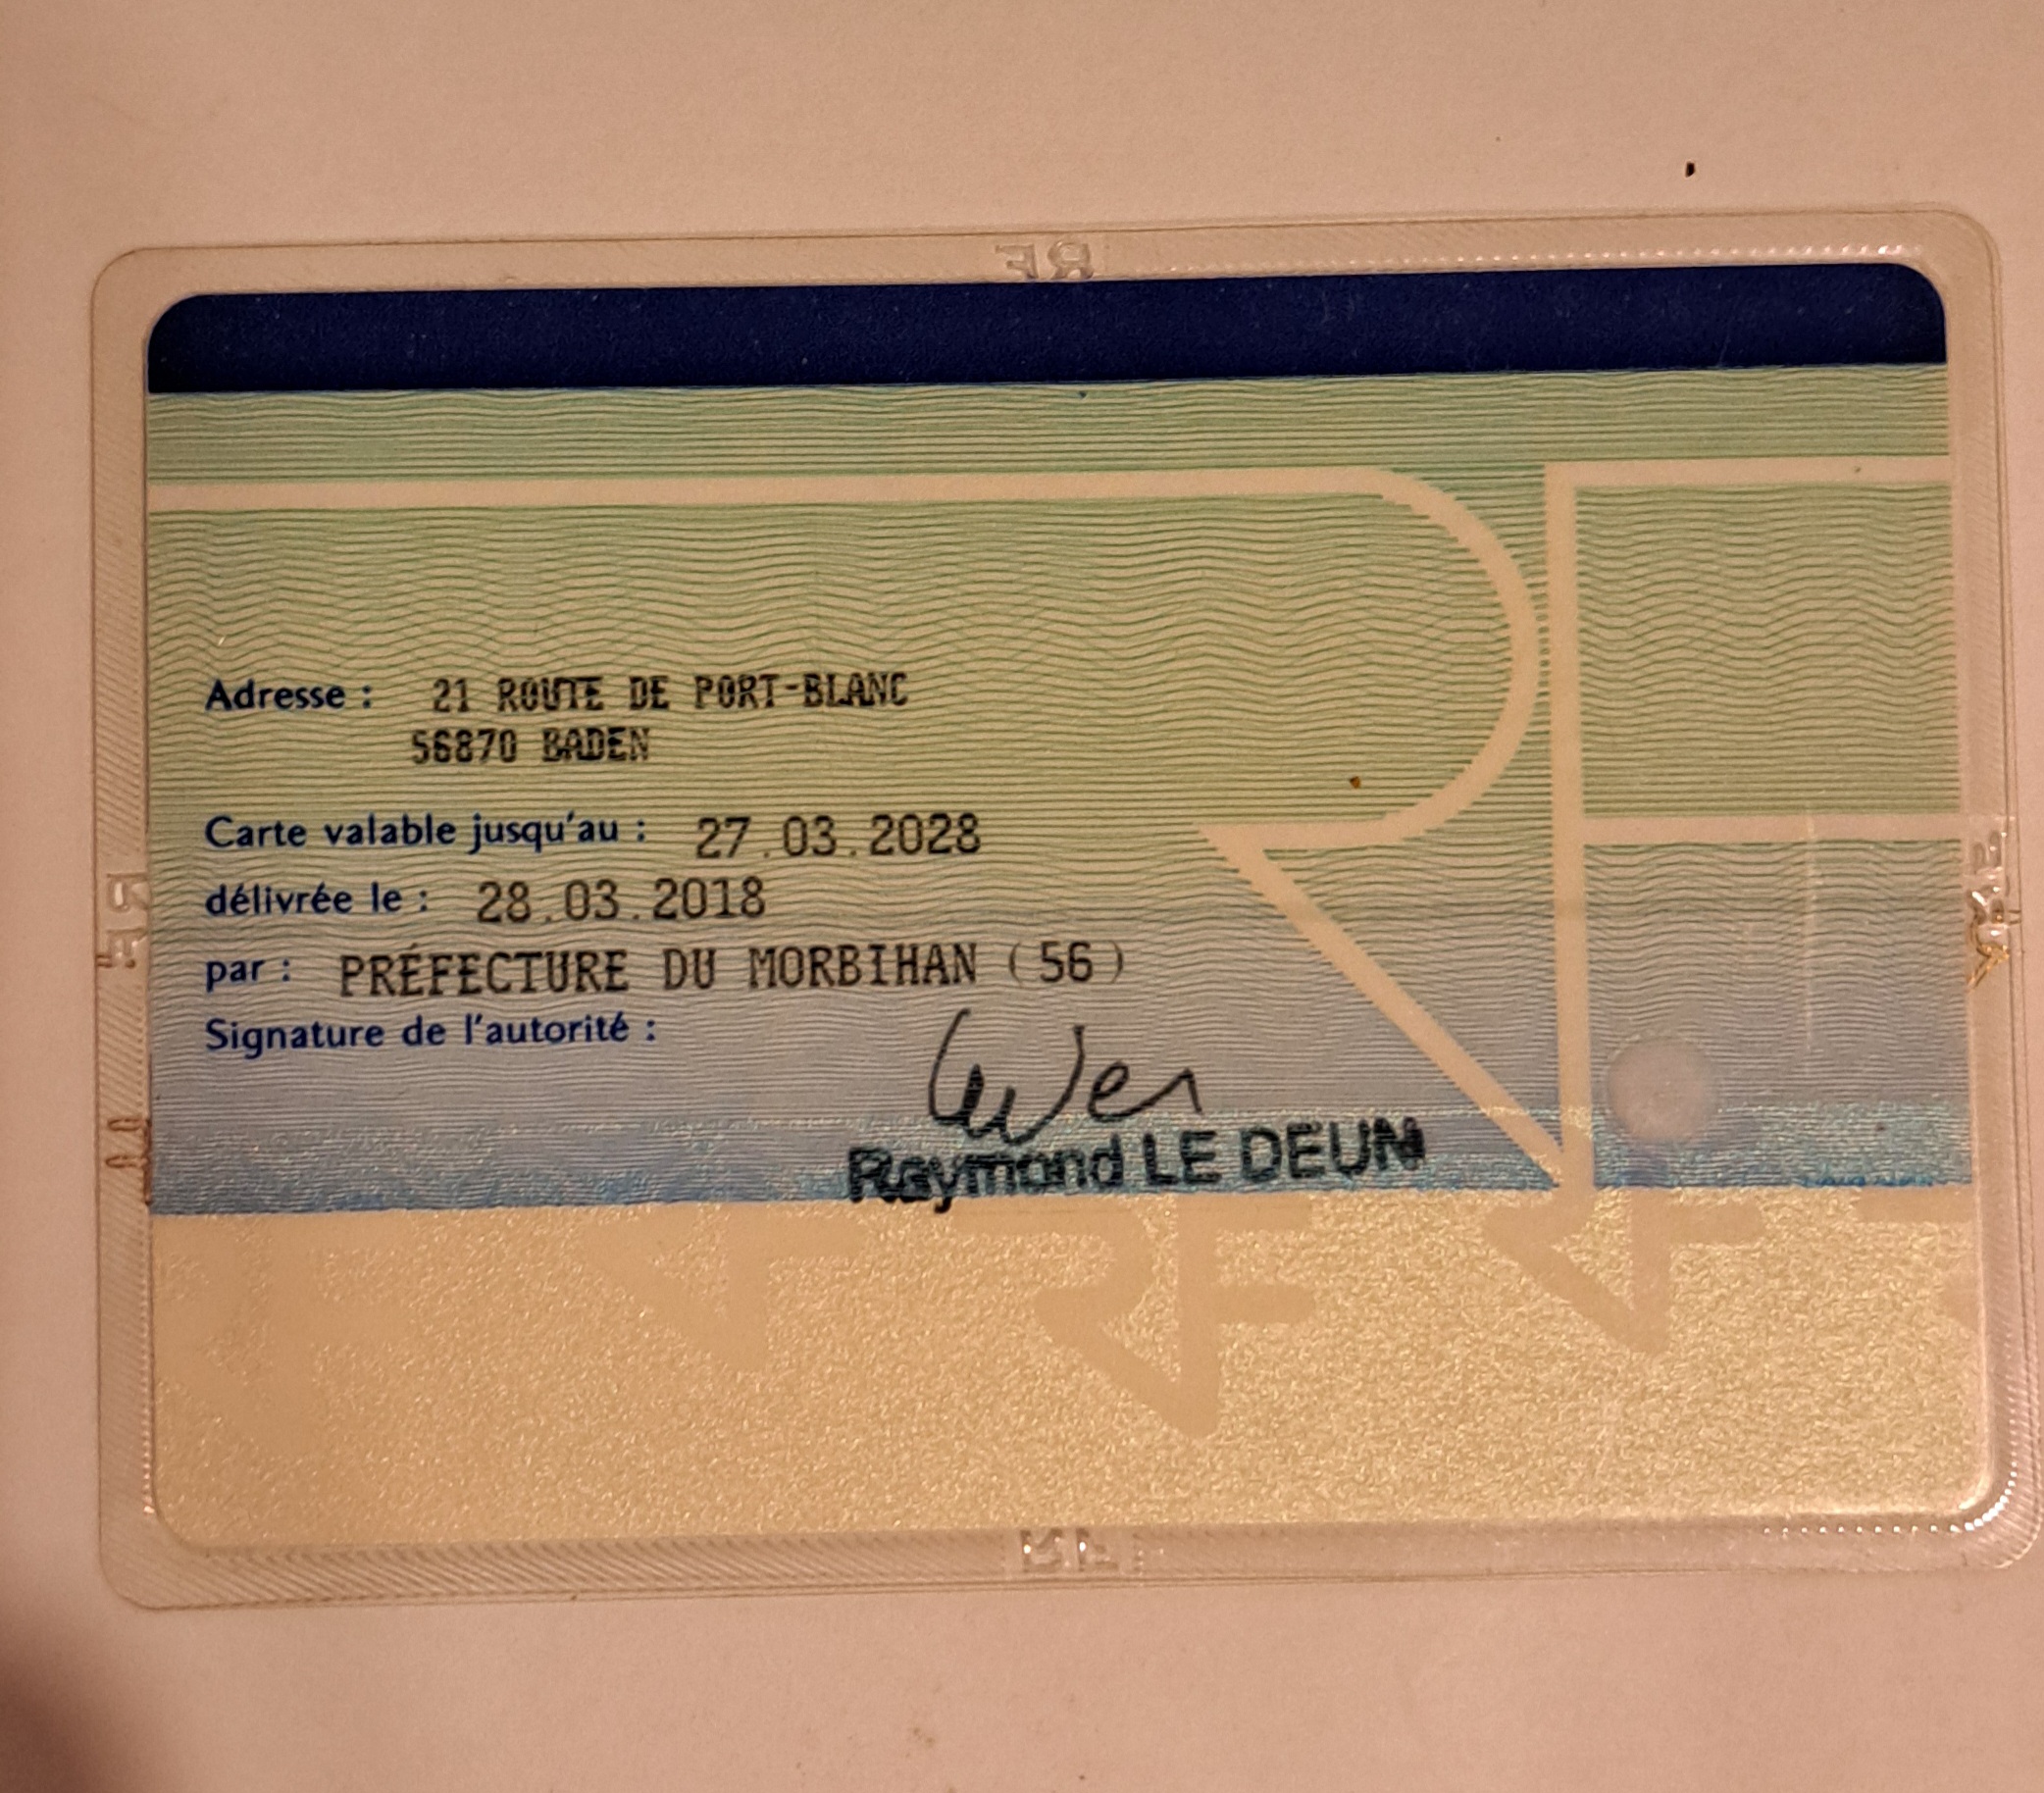 Adresse : 21 ROUTE DE PORT-BLANC
56870 BADEN
Carte valable jusqu'au : 27.03.2028
délivrée le : 28.03.2018
par : PRÉFECTURE DU MORBIHAN (56)
Signature de l'autorité :
Raymond LE DEUN
RF